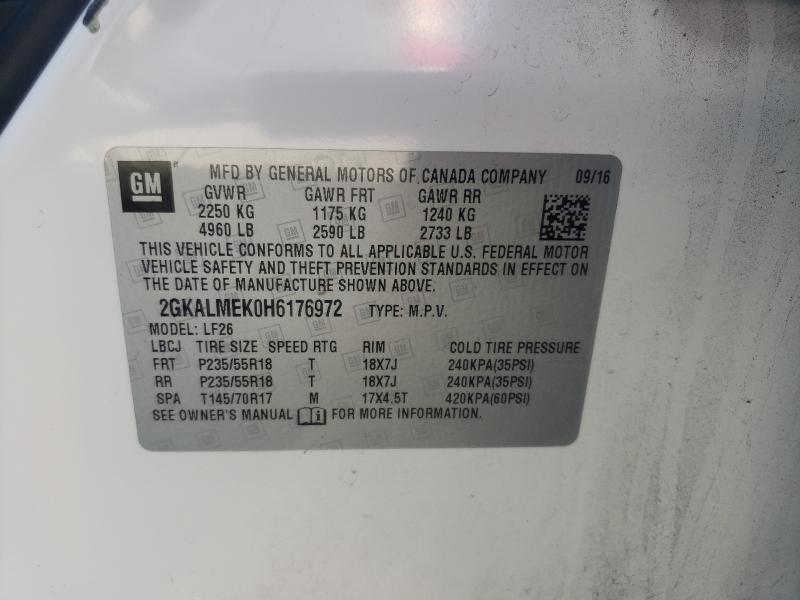 GM MFD BY GENERAL MOTORS OF CANADA COMPANY 09/16
GVWR GAWR FRT GAWR RR
2250 KG 1175 KG 1240 KG
4960 LB 2590 LB 2733 LB
THIS VEHICLE CONFORMS TO ALL APPLICABLE U.S. FEDERAL MOTOR
VEHICLE SAFETY AND THEFT PREVENTION STANDARDS IN EFFECT ON
THE DATE OF MANUFACTURE SHOWN ABOVE.
2GKALMEK0H6176972 TYPE: M.P.V.
MODEL: LF26
LBCJ TIRE SIZE SPEED RTG RIM COLD TIRE PRESSURE
FRT P235/55R18 T 18X7J 240KPA(35PSI)
RR P235/55R18 T 18X7J 240KPA(35PSI)
SPA T145/70R17 M 17X4.5T 420KPA(60PSI)
SEE OWNER'S MANUAL FOR MORE INFORMATION.